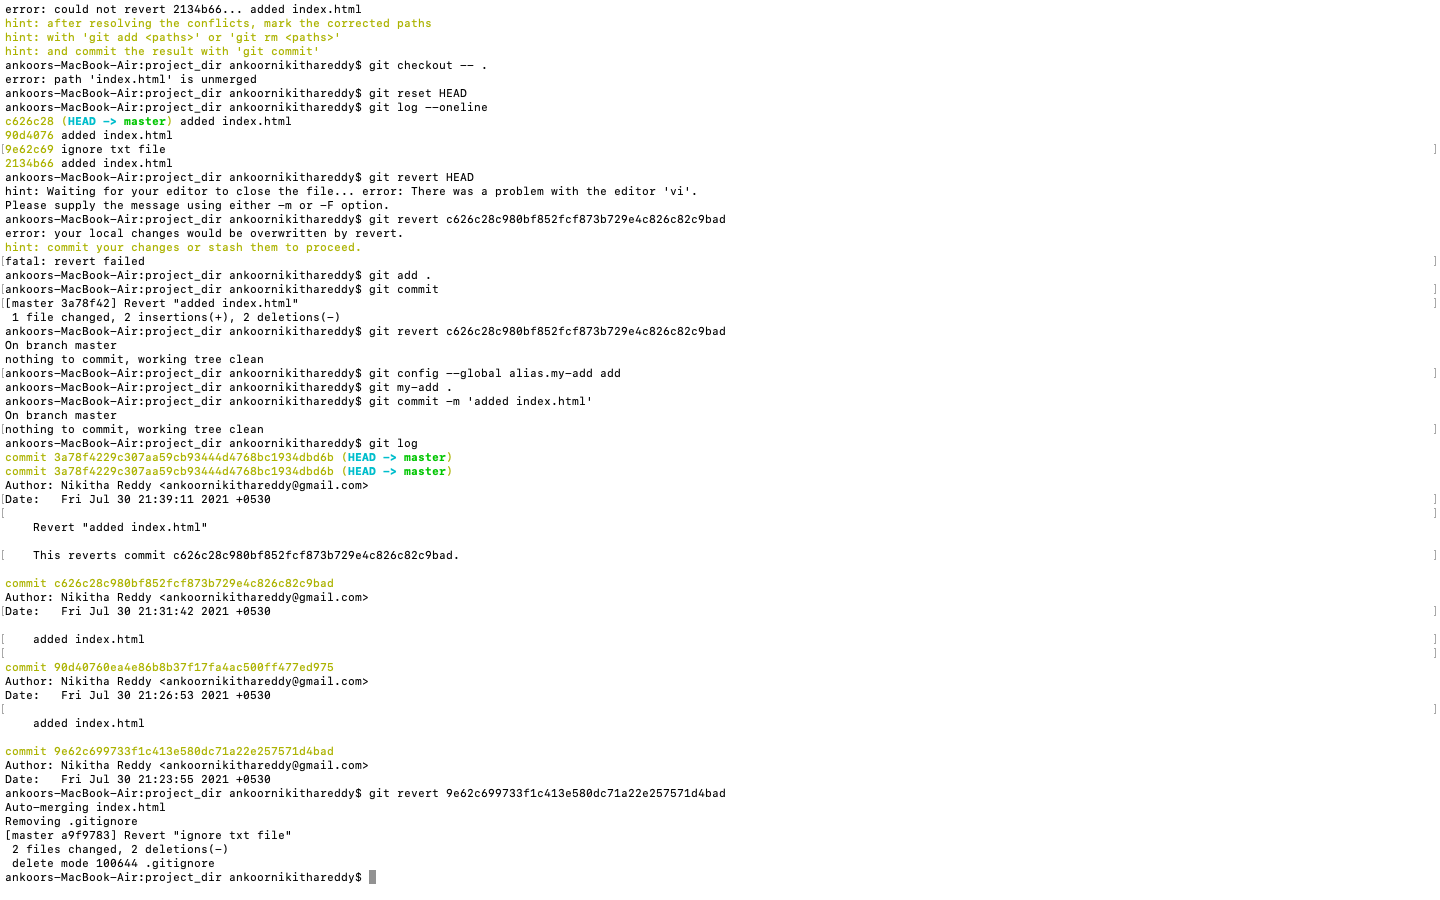 error: could not revert 2134b66... added index.html
hint: after resolving the conflicts, mark the corrected paths
hint: with 'git add <paths>' or 'git rm <paths>'
hint: and commit the result with 'git commit'
ankoors-MacBook-Air:project_dir ankoornikithareddy$ git checkout -- .
error: path 'index.html' is unmerged
ankoors-MacBook-Air:project_dir ankoornikithareddy$ git reset HEAD
ankoors-MacBook-Air:project_dir ankoornikithareddy$ git log --oneline
c626c28 (HEAD -> master) added index.html
90d4076 added index.html
[9e62c69 ignore txt file ]
2134b66 added index.html
ankoors-MacBook-Air:project_dir ankoornikithareddy$ git revert HEAD
hint: Waiting for your editor to close the file... error: There was a problem with the editor 'vi'.
Please supply the message using either -m or -F option.
ankoors-MacBook-Air:project_dir ankoornikithareddy$ git revert c626c28c980bf852fcf873b729e4c826c82c9bad
error: your local changes would be overwritten by revert.
hint: commit your changes or stash them to proceed.
[fatal: revert failed ]
ankoors-MacBook-Air:project_dir ankoornikithareddy$ git add .
[ankoors-MacBook-Air:project_dir ankoornikithareddy$ git commit ]
[[master 3a78f42] Revert "added index.html" ]
 1 file changed, 2 insertions(+), 2 deletions(-)
ankoors-MacBook-Air:project_dir ankoornikithareddy$ git revert c626c28c980bf852fcf873b729e4c826c82c9bad
On branch master
nothing to commit, working tree clean
[ankoors-MacBook-Air:project_dir ankoornikithareddy$ git config --global alias.my-add add ]
ankoors-MacBook-Air:project_dir ankoornikithareddy$ git my-add .
ankoors-MacBook-Air:project_dir ankoornikithareddy$ git commit -m 'added index.html'
On branch master
[nothing to commit, working tree clean ]
ankoors-MacBook-Air:project_dir ankoornikithareddy$ git log
commit 3a78f4229c307aa59cb93444d4768bc1934dbd6b (HEAD -> master)
commit 3a78f4229c307aa59cb93444d4768bc1934dbd6b (HEAD -> master)
Author: Nikitha Reddy <ankoornikithareddy@gmail.com>
[Date:   Fri Jul 30 21:39:11 2021 +0530 ]
[ ]
    Revert "added index.html"
[    This reverts commit c626c28c980bf852fcf873b729e4c826c82c9bad. ]
commit c626c28c980bf852fcf873b729e4c826c82c9bad
Author: Nikitha Reddy <ankoornikithareddy@gmail.com>
[Date:   Fri Jul 30 21:31:42 2021 +0530 ]
[    added index.html ]
[ ]
commit 90d40760ea4e86b8b37f17fa4ac500ff477ed975
Author: Nikitha Reddy <ankoornikithareddy@gmail.com>
Date:   Fri Jul 30 21:26:53 2021 +0530
[ ]
    added index.html
commit 9e62c699733f1c413e580dc71a22e257571d4bad
Author: Nikitha Reddy <ankoornikithareddy@gmail.com>
Date:   Fri Jul 30 21:23:55 2021 +0530
ankoors-MacBook-Air:project_dir ankoornikithareddy$ git revert 9e62c699733f1c413e580dc71a22e257571d4bad
Auto-merging index.html
Removing .gitignore
[master a9f9783] Revert "ignore txt file"
 2 files changed, 2 deletions(-)
 delete mode 100644 .gitignore
ankoors-MacBook-Air:project_dir ankoornikithareddy$